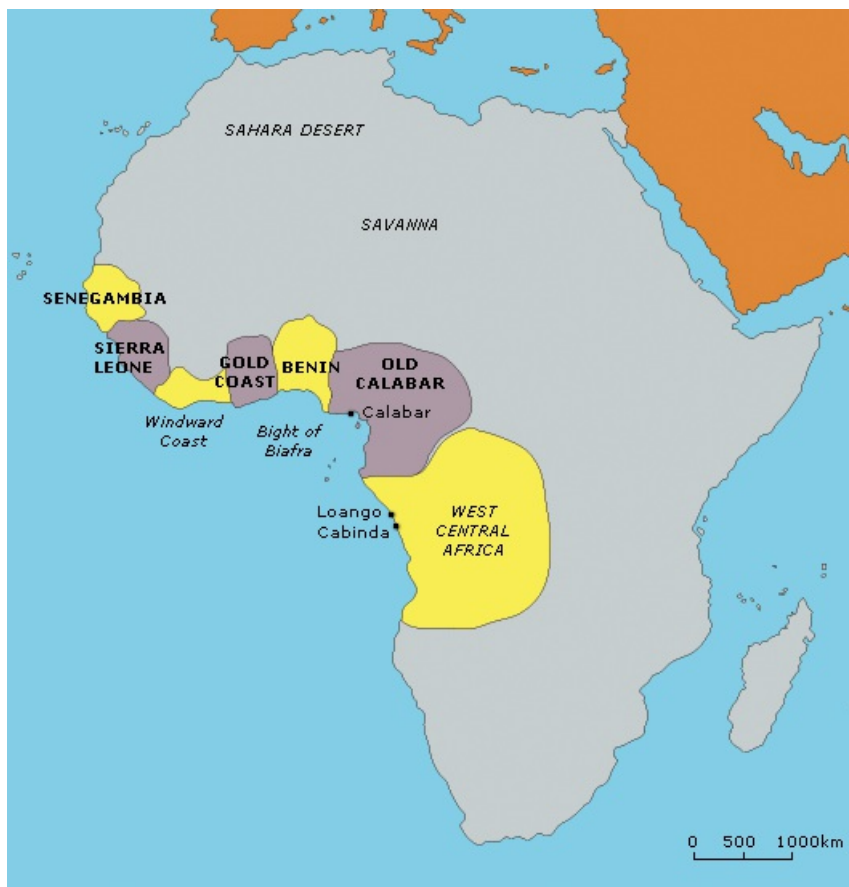 SAHARA DESERT
SAVANNA
SENEGAMBIA
SIERRA
LEONE
GOLD
COAST
BENIN
OLD
CALABAR
Calabar
Windward
Coast
Bight of
Biafra
Loango
Cabinda
WEST
CENTRAL
AFRICA
0 500 1000km